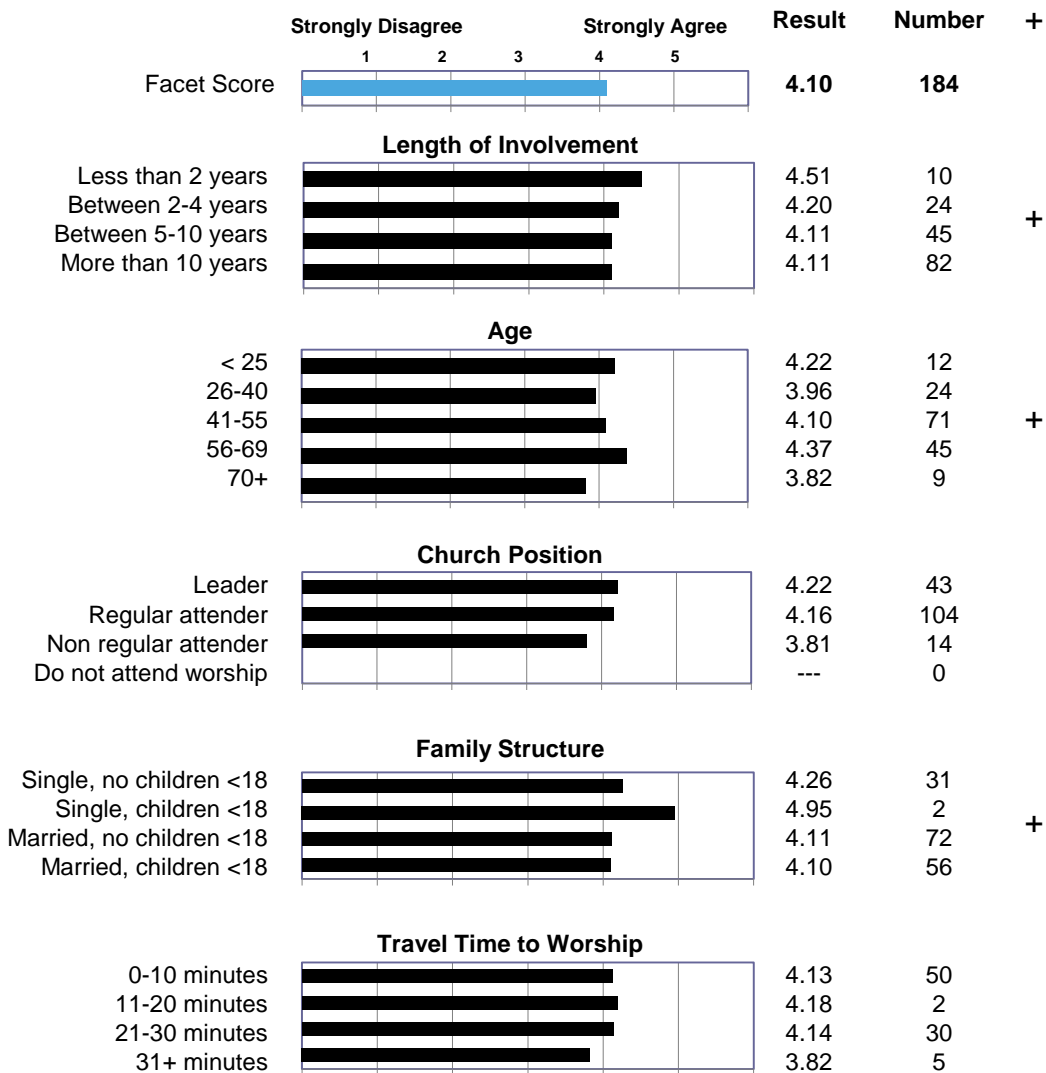 Strongly Disagree Strongly Agree Result Number +
1 2 3 4 5
Facet Score 4.10 184
Length of Involvement
Less than 2 years 4.51 10
Between 2-4 years 4.20 24
Between 5-10 years 4.11 45 +
More than 10 years 4.11 82
Age
< 25 4.22 12
26-40 3.96 24
41-55 4.10 71 +
56-69 4.37 45
70+ 3.82 9
Church Position
Leader 4.22 43
Regular attender 4.16 104
Non regular attender 3.81 14
Do not attend worship --- 0
Family Structure
Single, no children <18 4.26 31
Single, children <18 4.95 2 +
Married, no children <18 4.11 72
Married, children <18 4.10 56
Travel Time to Worship
0-10 minutes 4.13 50
11-20 minutes 4.18 2
21-30 minutes 4.14 30
31+ minutes 3.82 5